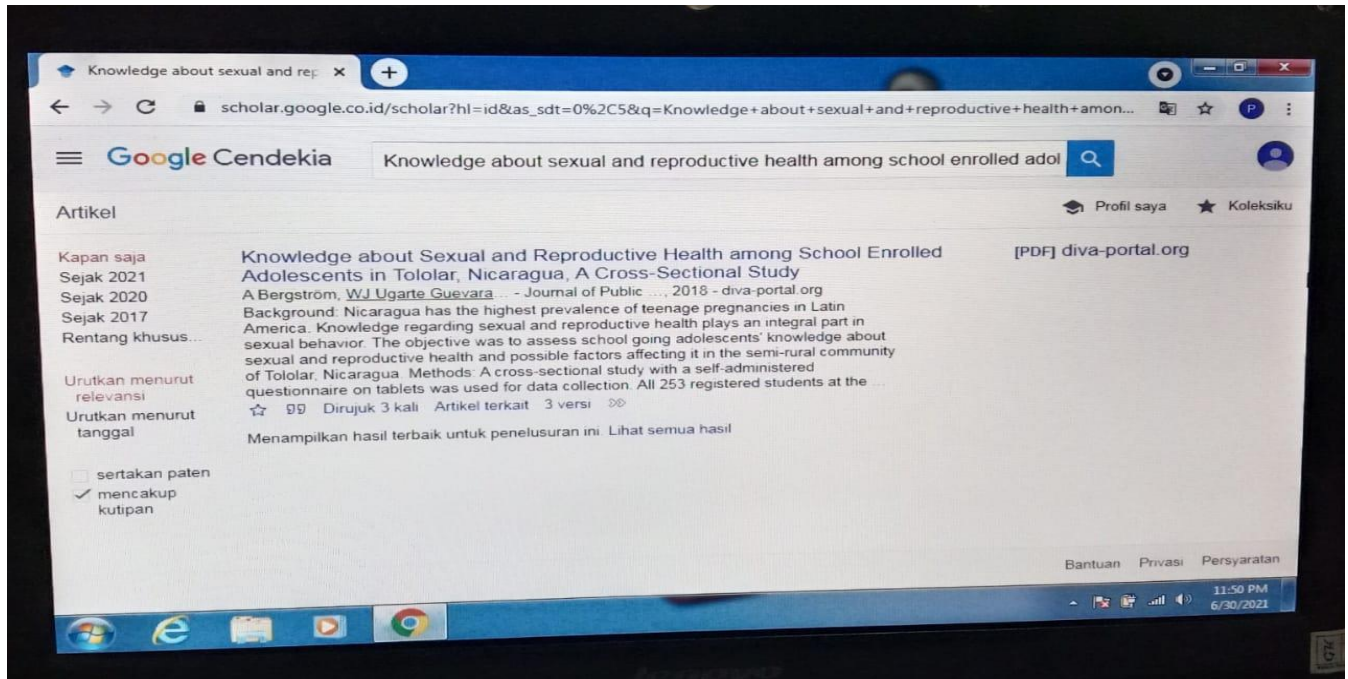 Knowledge about sexual and rep
scholar.google.co.id/scholar?hl=id&as_sdt=0%2C5&q=Knowledge+about+sexual+and+reproductive+health+amon...
P
Google Cendekia
Knowledge about sexual and reproductive health among school enrolled adol
Artikel
Profil saya
Koleksiku
Kapan saja
Sejak 2021
Sejak 2020
Sejak 2017
Rentang khusus...
Urutkan menurut
relevansi
Urutkan menurut
tanggal
sertakan paten
mencakup
kutipan
Knowledge about Sexual and Reproductive Health among School Enrolled
Adolescents in Tololar, Nicaragua, A Cross-Sectional Study
A Bergström, WJ Ugarte Guevara... - Journal of Public ..., 2018 - diva-portal.org
Background: Nicaragua has the highest prevalence of teenage pregnancies in Latin
America. Knowledge regarding sexual and reproductive health plays an integral part in
sexual behavior. The objective was to assess school going adolescents' knowledge about
sexual and reproductive health and possible factors affecting it in the semi-rural community
of Tololar, Nicaragua. Methods: A cross-sectional study with a self-administered
questionnaire on tablets was used for data collection. All 253 registered students at the ...
Dirujuk 3 kali Artikel terkait 3 versi
Menampilkan hasil terbaik untuk penelusuran ini. Lihat semua hasil
[PDF] diva-portal.org
Bantuan Privasi Persyaratan
11:50 PM
6/30/2021